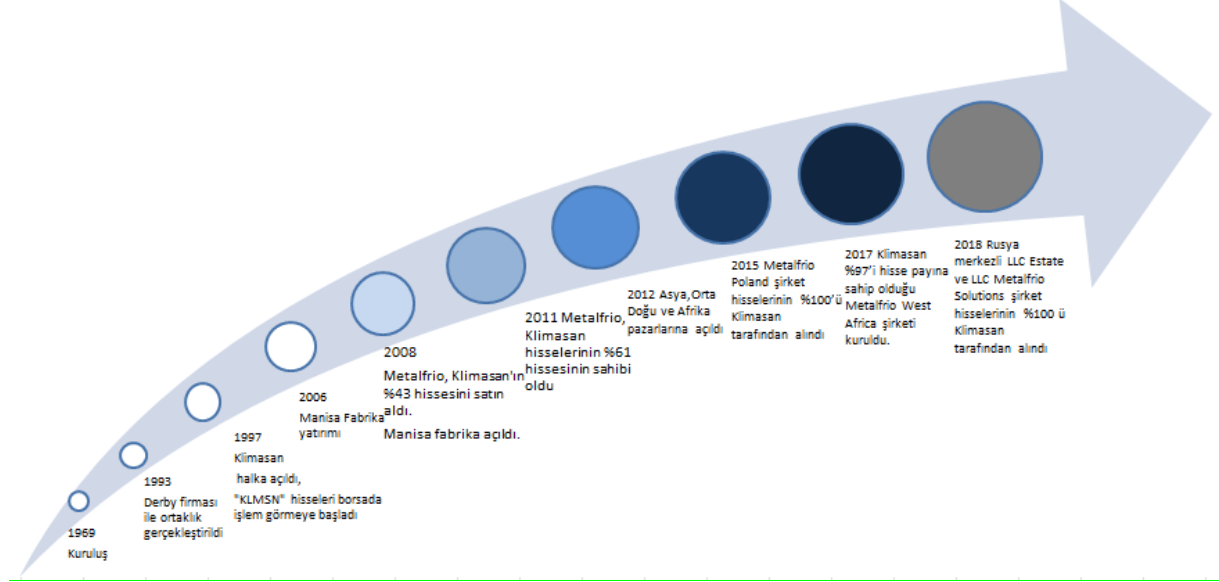 1969
Kuruluş
1993
Derby firması
ile ortaklık
gerçekleştirildi
1997
Klimasan
halka açıldı,
"KLMSN" hisseleri borsada
işlem görmeye başladı
2006
Manisa Fabrika
yatırımı
2008
Metalfrio, Klimasan'ın
%43 hissesini satın
aldı.
Manisa fabrika açıldı.
2011 Metalfrio,
Klimasan
hisselerinin %61
hissesinin sahibi
oldu
2012 Asya,Orta
Doğu ve Afrika
pazarlarına açıldı
2015 Metalfrio
Poland şirket
hisselerinin %100'ü
Klimasan
tarafından alındı
2017 Klimasan
%97'i hisse payına
sahip olduğu
Metalfrio West
Africa şirketi
kuruldu.
2018 Rusya
merkezli LLC Estate
ve LLC Metalfrio
Solutions şirket
hisselerinin %100 ü
Klimasan
tarafından alındı